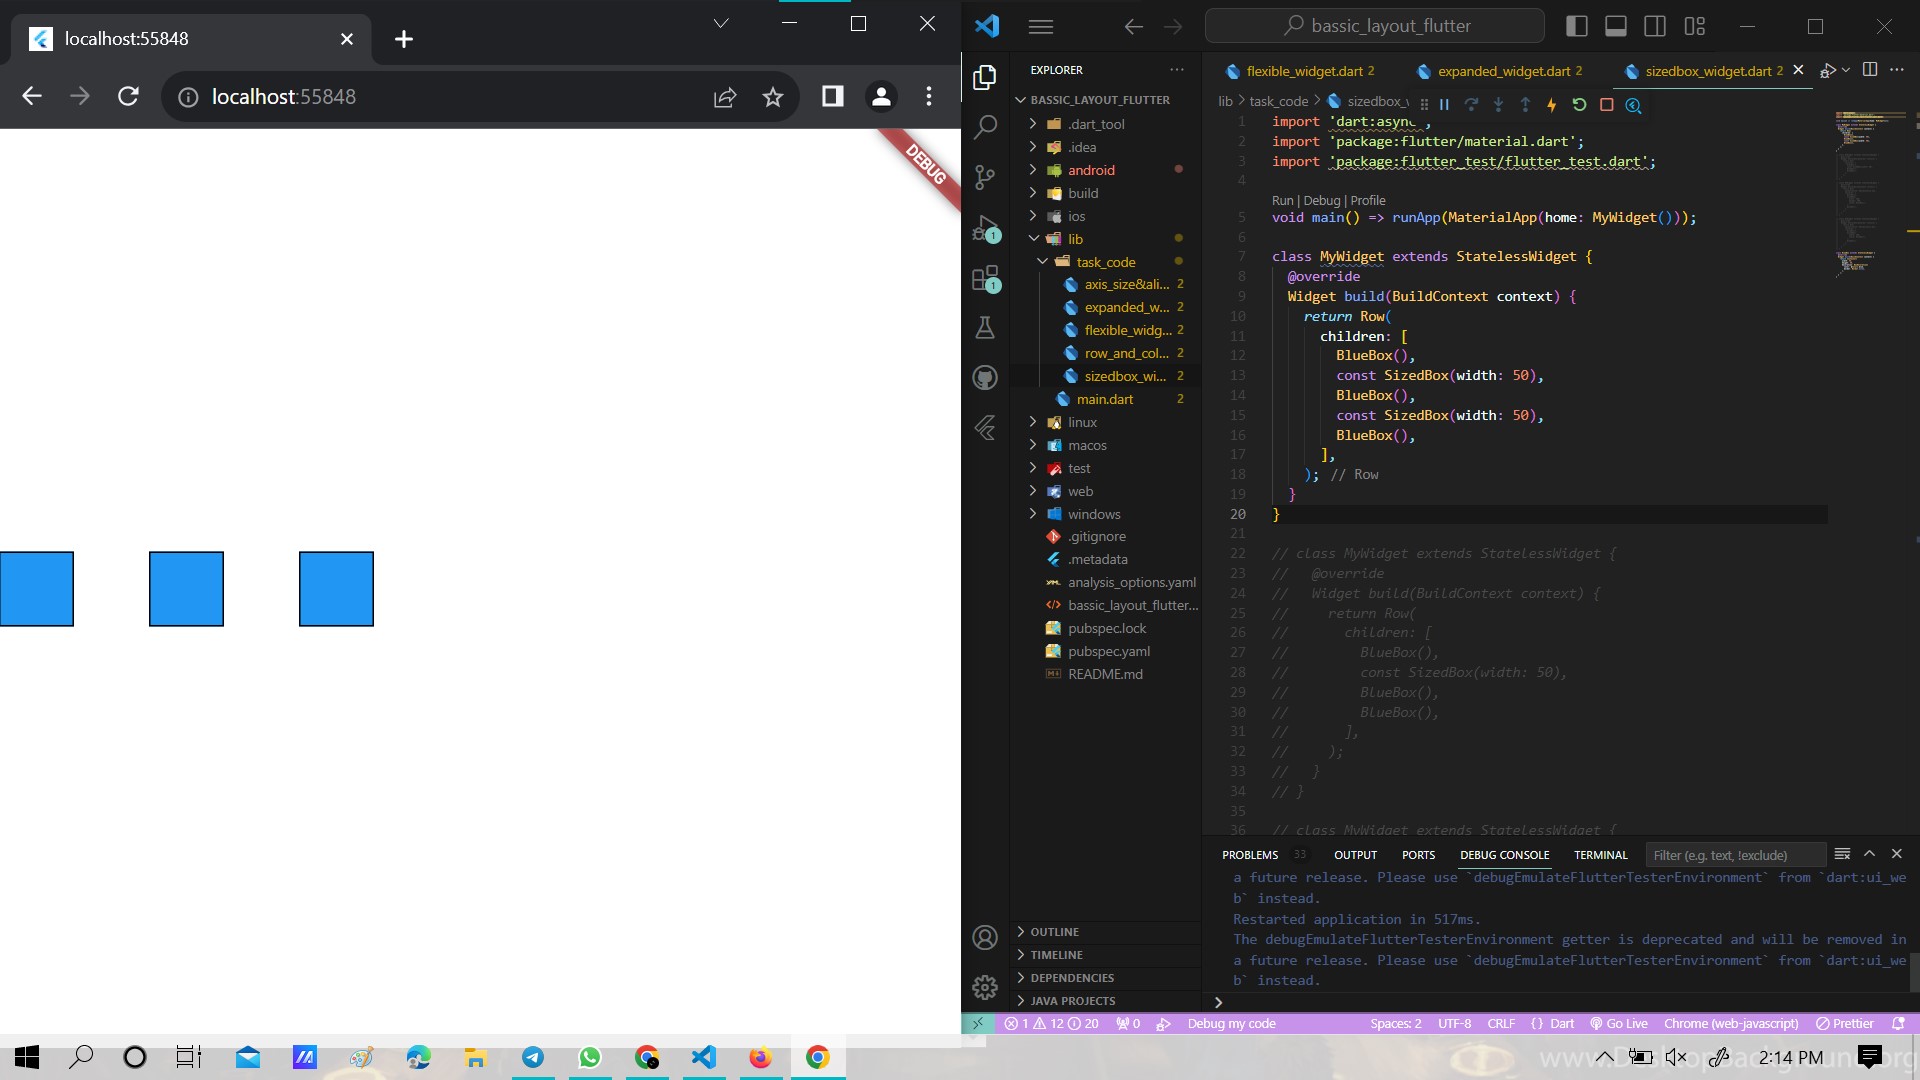 localhost:55848
localhost:55848
DEBUG
bassic_layout_flutter
EXPLORER
BASSIC_LAYOUT_FLUTTER
.dart_tool
.idea
android
build
ios
lib
task_code
axis_size&ali... 2
expanded_w... 2
flexible_widg... 2
row_and_col... 2
sizedbox_wi... 2
main.dart 2
linux
macos
test
web
windows
.gitignore
.metadata
analysis_options.yaml
bassic_layout_flutter...
pubspec.lock
pubspec.yaml
README.md
OUTLINE
TIMELINE
DEPENDENCIES
JAVA PROJECTS
flexible_widget.dart 2 expanded_widget.dart 2 sizedbox_widget.dart 2
lib > task_code > sizedbox_
1 import 'dart:async';
2 import 'package:flutter/material.dart';
3 import 'package:flutter_test/flutter_test.dart';
4
Run | Debug | Profile
5 void main() => runApp(MaterialApp(home: MyWidget()));
6
7 class MyWidget extends StatelessWidget {
8 @override
9 Widget build(BuildContext context) {
10 return Row(
11 children: [
12 BlueBox(),
13 const SizedBox(width: 50),
14 BlueBox(),
15 const SizedBox(width: 50),
16 BlueBox(),
17 ],
18 ); // Row
19 }
20 }
21
22 // class MyWidget extends StatelessWidget {
23 // @override
24 // Widget build(BuildContext context) {
25 // return Row(
26 // children: [
27 // BlueBox(),
28 // const SizedBox(width: 50),
29 // BlueBox(),
30 // BlueBox(),
31 // ],
32 // );
33 // }
34 // }
35
36 // class MyWidget extends StatelessWidget {
PROBLEMS 33 OUTPUT PORTS DEBUG CONSOLE TERMINAL Filter (e.g. text, !exclude)
a future release. Please use `debugEmulateFlutterTesterEnvironment` from `dart:ui_we
b` instead.
Restarted application in 517ms.
The debugEmulateFlutterTesterEnvironment getter is deprecated and will be removed in
a future release. Please use `debugEmulateFlutterTesterEnvironment` from `dart:ui_we
b` instead.
1 12 20 0 Debug my code Spaces: 2 UTF-8 CRLF {} Dart Go Live Chrome (web-javascript) Prettier
2:14 PM
www.DesktopBackground.org